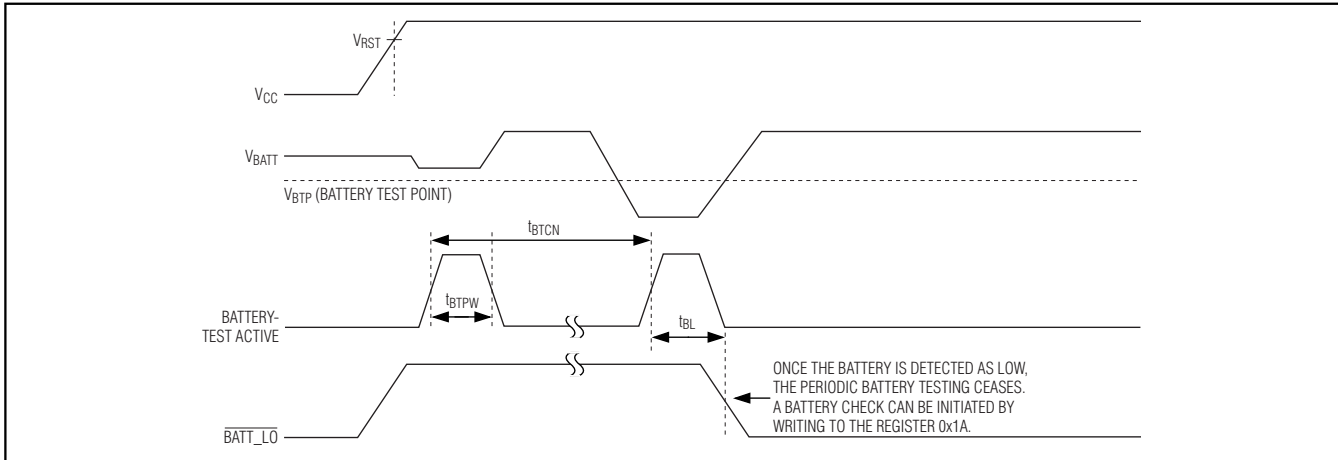 VRST
VCC
VBATT
VBTP (BATTERY TEST POINT)
tBTCN
tBTPW
BATTERY-
TEST ACTIVE
tBL
ONCE THE BATTERY IS DETECTED AS LOW,
THE PERIODIC BATTERY TESTING CEASES.
A BATTERY CHECK CAN BE INITIATED BY
WRITING TO THE REGISTER 0x1A.
BATT_LO